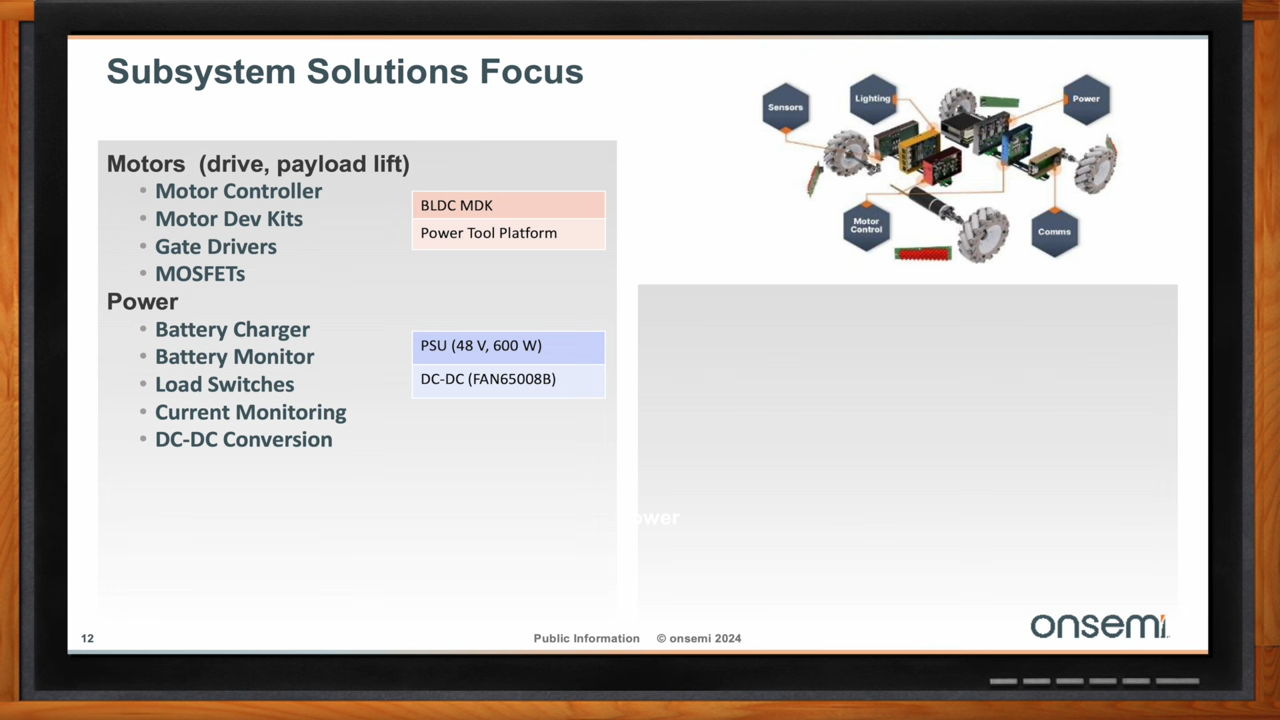 Subsystem Solutions Focus
Sensors
Lighting
Power
Motor
Control
Comms
Motors (drive, payload lift)
• Motor Controller
• Motor Dev Kits
• Gate Drivers
• MOSFETs
BLDC MDK
Power Tool Platform
Power
• Battery Charger
• Battery Monitor
• Load Switches
• Current Monitoring
• DC-DC Conversion
PSU (48 V, 600 W)
DC-DC (FAN65008B)
12
Public Information © onsemi 2024
onsemi